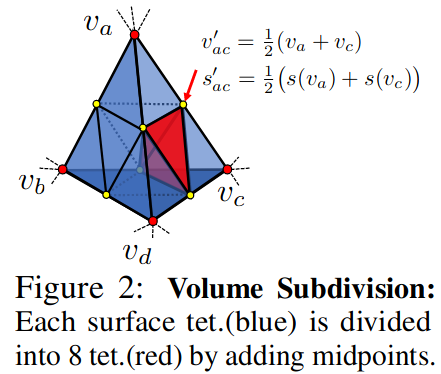 v_a
v'_{ac} = \frac{1}{2}(v_a + v_c)
s'_{ac} = \frac{1}{2}(s(v_a) + s(v_c))
v_b
v_c
v_d
Figure 2: Volume Subdivision:
Each surface tet.(blue) is divided
into 8 tet.(red) by adding midpoints.